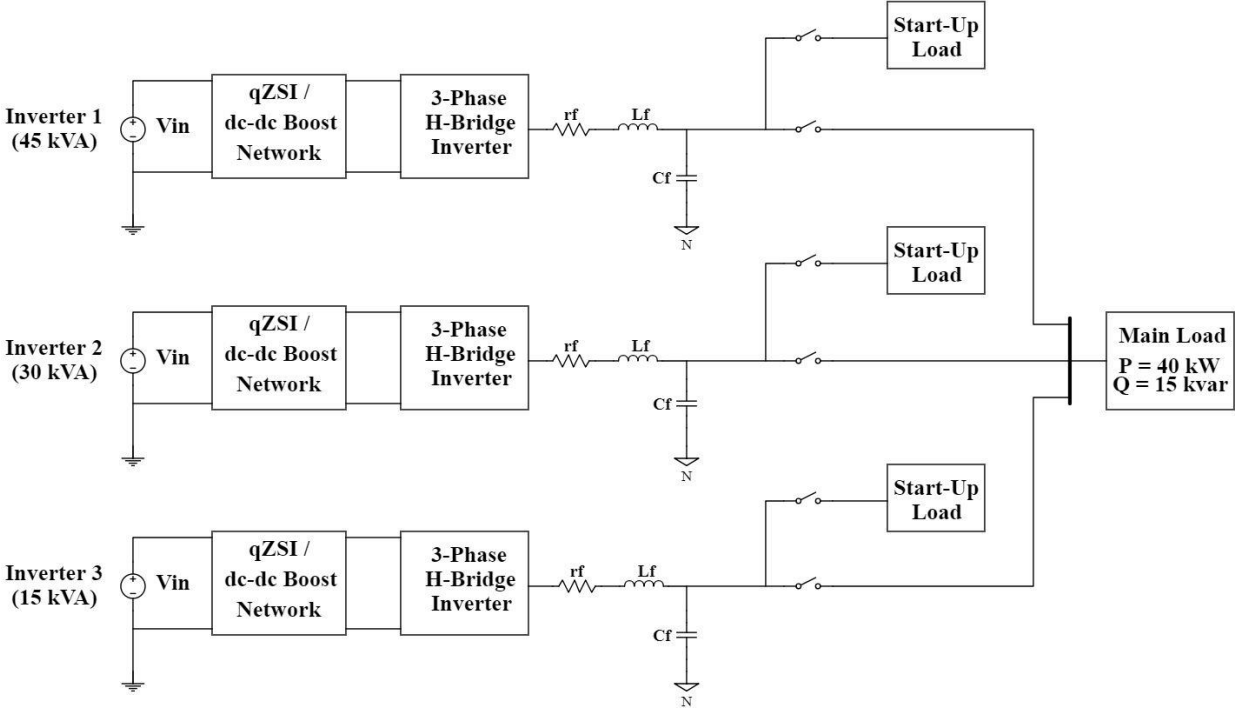 Start-Up
Load
Inverter 1
(45 kVA)
+
−
Vin
qZSI /
dc-dc Boost
Network
3-Phase
H-Bridge
Inverter
rf
Lf
Cf
N
Start-Up
Load
Inverter 2
(30 kVA)
+
−
Vin
qZSI /
dc-dc Boost
Network
3-Phase
H-Bridge
Inverter
rf
Lf
Cf
N
Main Load
P = 40 kW
Q = 15 kvar
Start-Up
Load
Inverter 3
(15 kVA)
+
−
Vin
qZSI /
dc-dc Boost
Network
3-Phase
H-Bridge
Inverter
rf
Lf
Cf
N